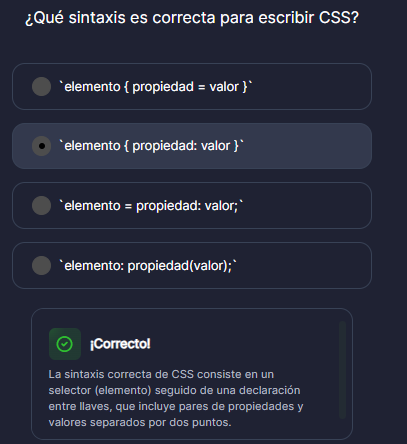 ¿Qué sintaxis es correcta para escribir CSS?
`elemento { propiedad = valor }`
`elemento { propiedad: valor }`
`elemento = propiedad: valor;`
`elemento: propiedad(valor);`
¡Correcto!
La sintaxis correcta de CSS consiste en un
selector (elemento) seguido de una declaración
entre llaves, que incluye pares de propiedades y
valores separados por dos puntos.